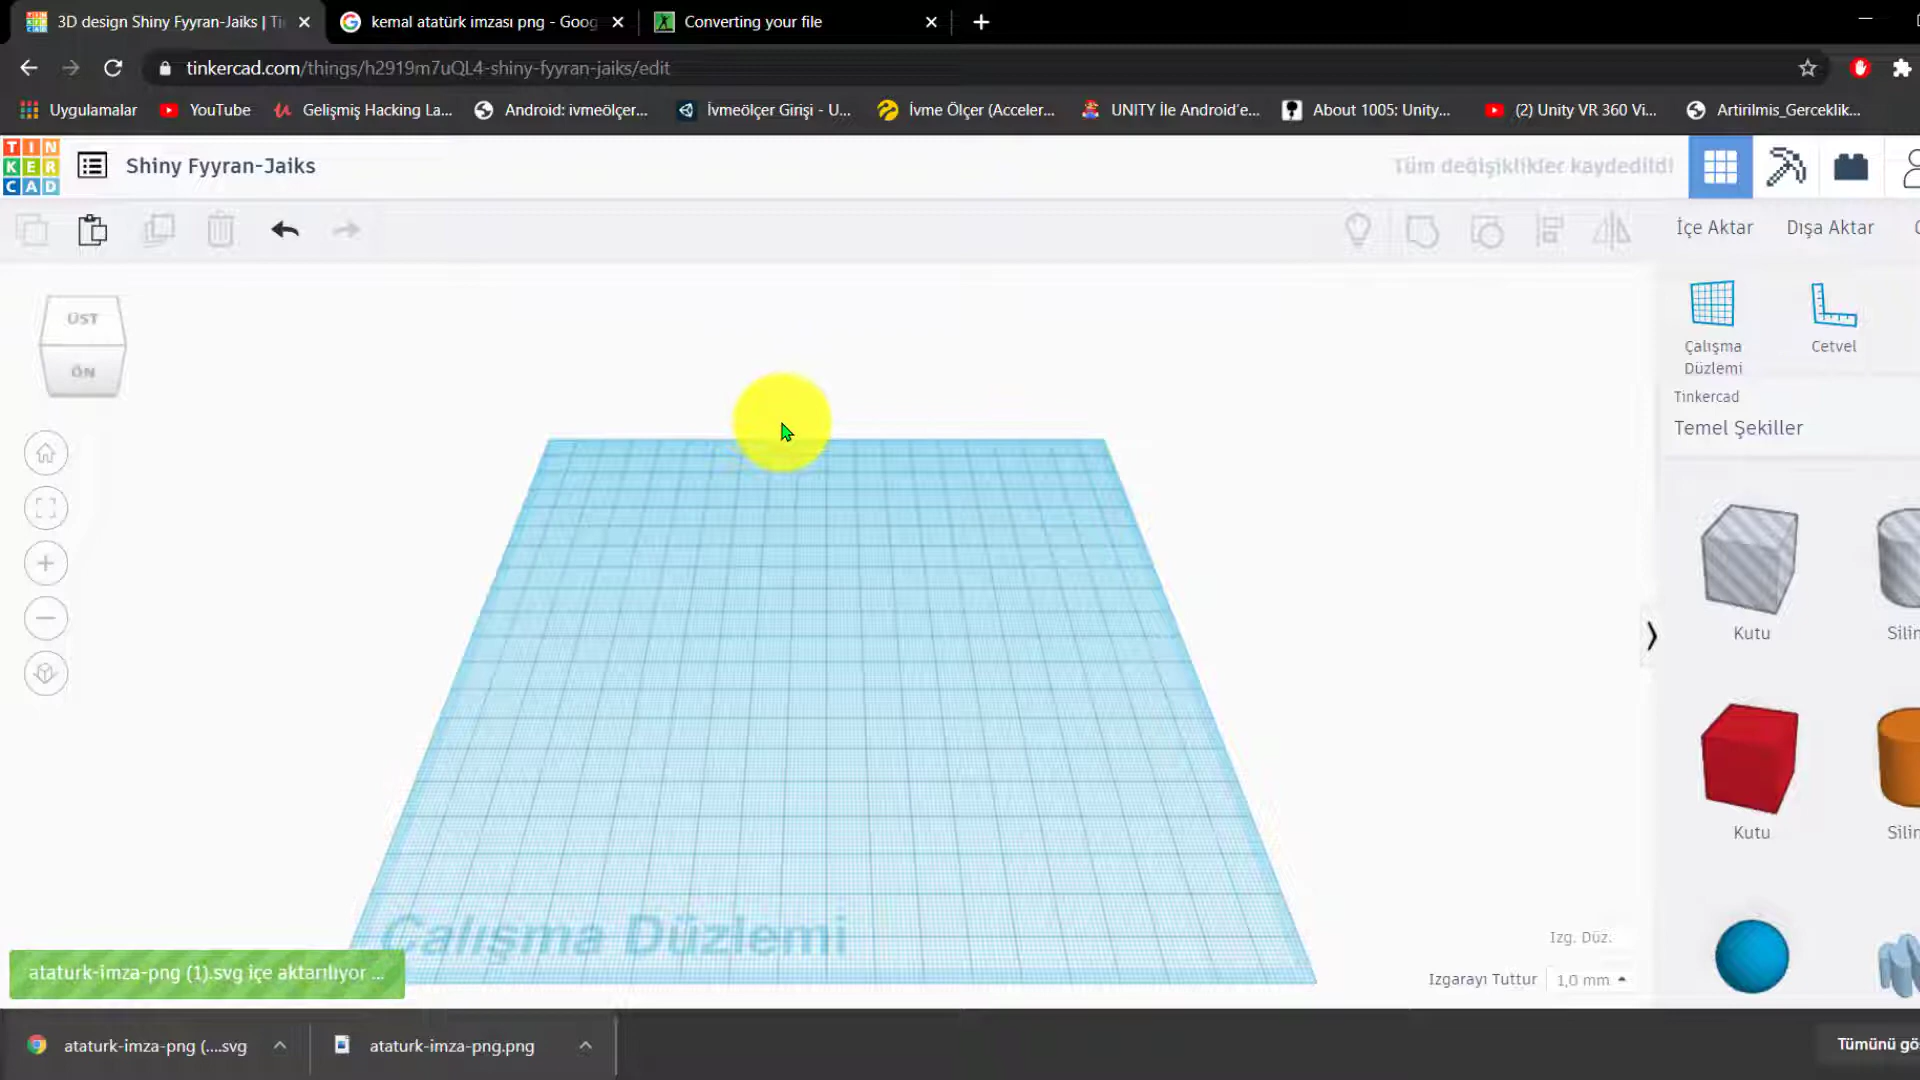 3D design Shiny Fyyran-Jaiks | Ti
kemal atatürk imzası png - Goog
Converting your file
tinkercad.com/things/h2919m7uQL4-shiny-fyyran-jaiks/edit
Uygulamalar
YouTube
Gelişmiş Hacking La...
Android: ivmeölçer...
İvmeölçer Girişi - U...
İvme Ölçer (Acceler...
UNITY İle Android'e...
About 1005: Unity...
(2) Unity VR 360 Vi...
Artirilmis_Gerceklik...
TIN
KER
CAD
Shiny Fyyran-Jaiks
Tüm değişiklikler kaydedildi!
İçe Aktar
Dışa Aktar
ÜST
ÖN
Çalışma
Düzlemi
Cetvel
Tinkercad
Temel Şekiller
Kutu
Silin
Kutu
Silin
Çalışma Düzlemi
Izg. Düz.
Izgarayı Tuttur
1,0 mm
ataturk-imza-png (1).svg içe aktarılıyor ...
ataturk-imza-png (....svg
ataturk-imza-png.png
Tümünü gö